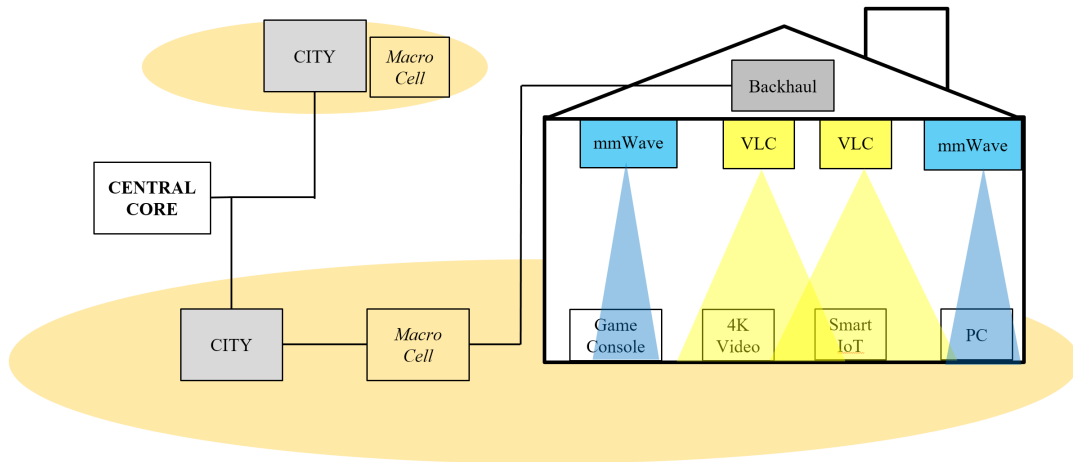 CITY
Macro
Cell
Backhaul
mmWave
VLC
VLC
mmWave
CENTRAL
CORE
CITY
Macro
Cell
Game
Console
4K
Video
Smart
IoT
PC